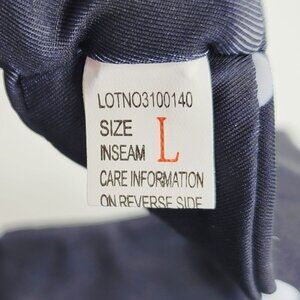 LOTNO3100140
SIZE L
INSEAM
CARE INFORMATION
ON REVERSE SIDE